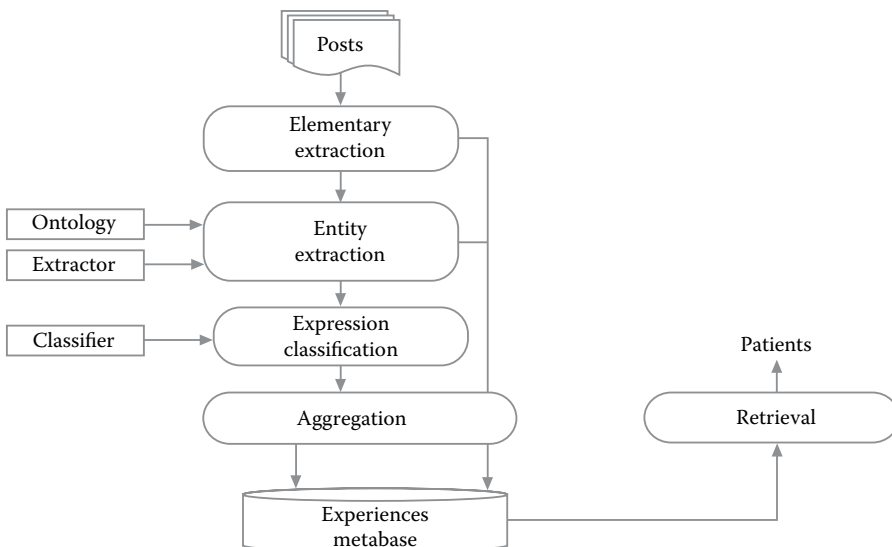 Posts
Elementary
extraction
Ontology
Entity
extraction
Extractor
Expression
classification
Classifier
Patients
Aggregation
Retrieval
Experiences
metabase